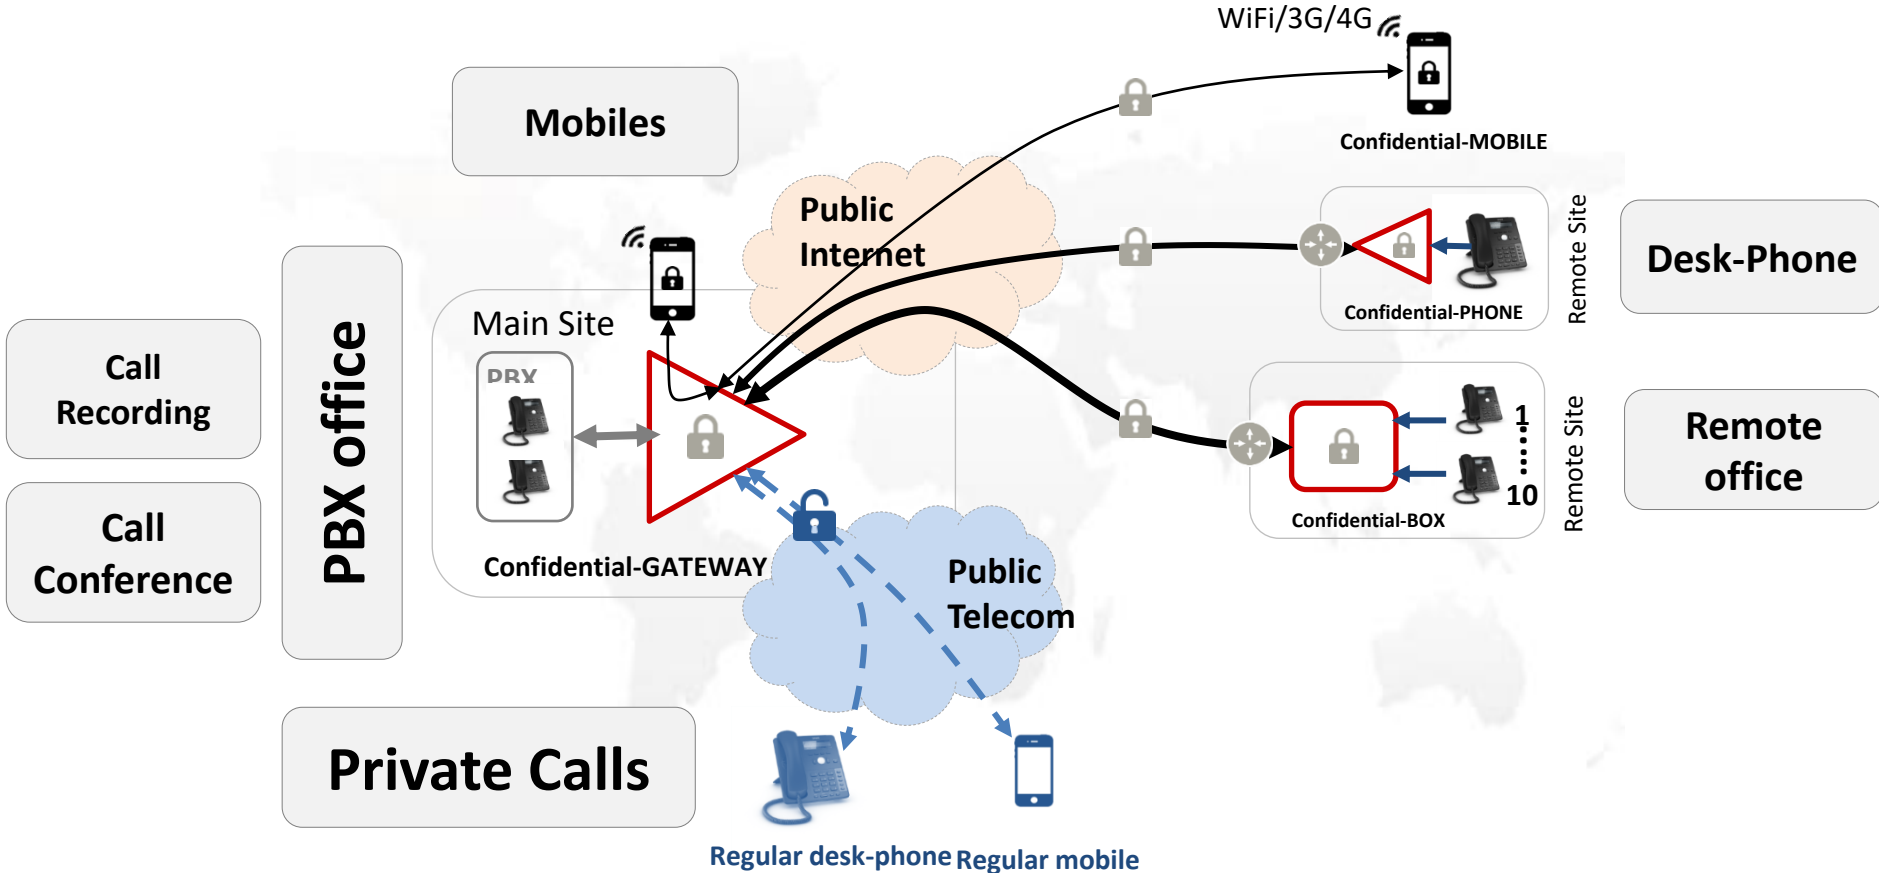 WiFi/3G/4G
Mobiles
Confidential-MOBILE
Public
Internet
Remote Site
Desk-Phone
Confidential-PHONE
Main Site
PBX
PBX office
Call
Recording
Call
Conference
1
10
Remote Site
Remote
office
Confidential-BOX
Confidential-GATEWAY
Public
Telecom
Private Calls
Regular desk-phone
Regular mobile